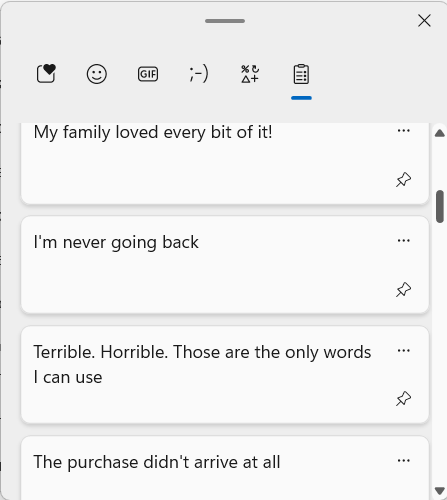 GIF
;-)
My family loved every bit of it!
I'm never going back
Terrible. Horrible. Those are the only words
I can use
The purchase didn't arrive at all